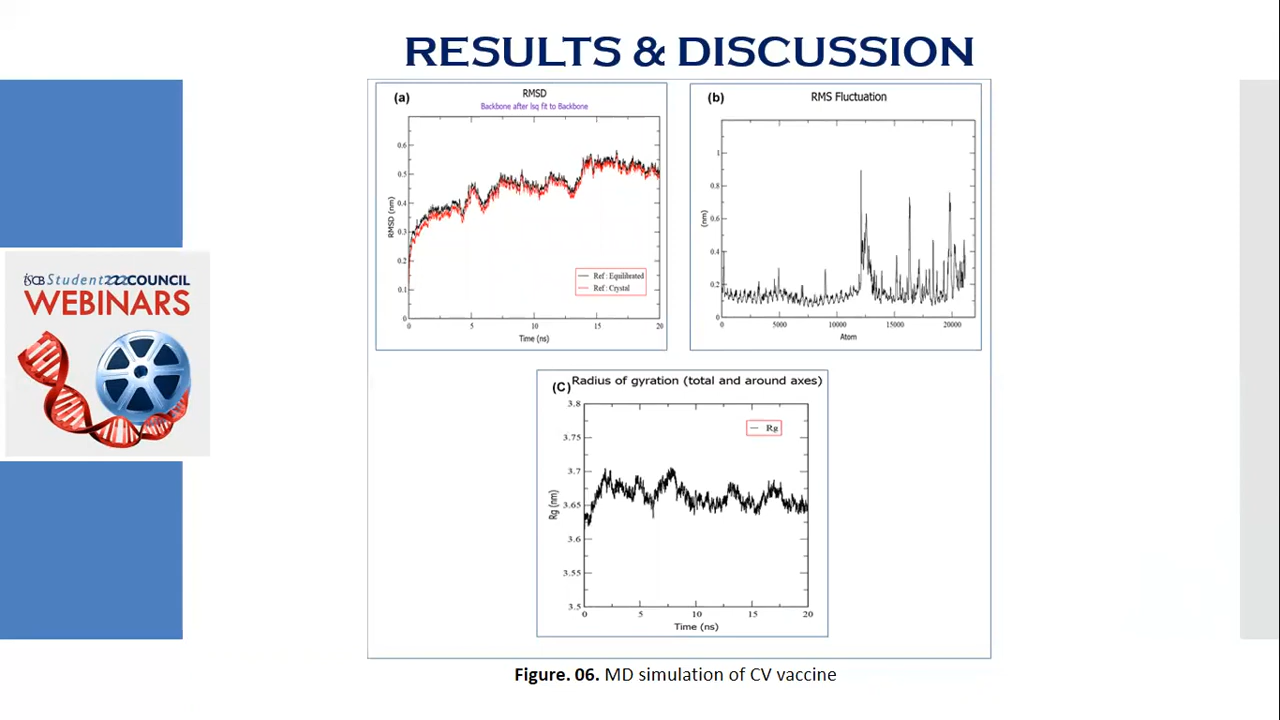 RESULTS & DISCUSSION
(a)
RMSD
Backbone after lsq fit to Backbone
0.6
0.5
0.4
0.3
0.2
0.1
0
RMSD (nm)
Ref : Equilibrated
Ref : Crystal
0 5 10 15 20
Time (ns)
(b)
RMS Fluctuation
1
0.8
0.6
0.4
0.2
0
(nm)
0 5000 10000 15000 20000
Atom
(C)
Radius of gyration (total and around axes)
3.8
3.75
3.7
3.65
3.6
3.55
3.5
Rg (nm)
Rg
0 5 10 15 20
Time (ns)
Figure. 06. MD simulation of CV vaccine
COUNCIL
Student
WEBINARS